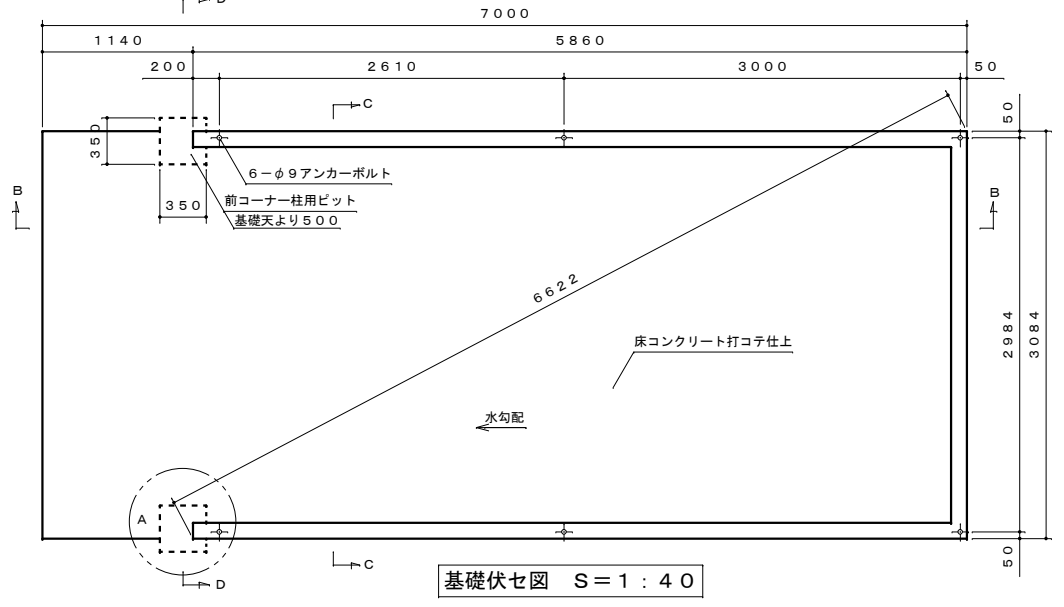 D
7000
1140
5860
200
2610
3000
50
C
50
350
6-φ9アンカーボルト
B
前コーナー柱用ピット
B
350
基礎天より500
6622
床コンクリート打コテ仕上
2984
3084
水勾配
A
50
C
D
基礎伏セ図 S=1:40